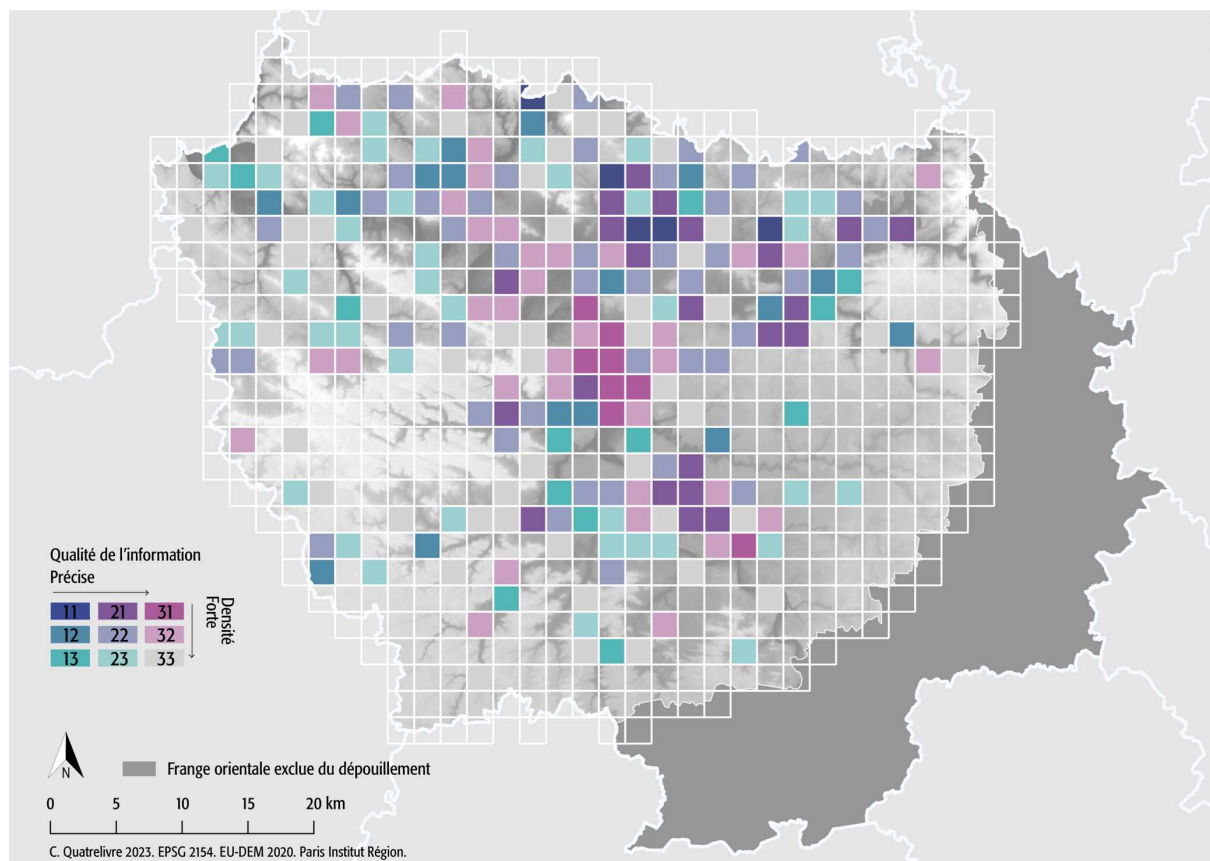 Qualité de l'information
Précise
Densité
Forte
11 21 31
12 22 32
13 23 33
N
Frange orientale exclue du dépouillement
0 5 10 15 20 km
C. Quatrelivre 2023. EPSG 2154. EU-DEM 2020. Paris Institut Région.